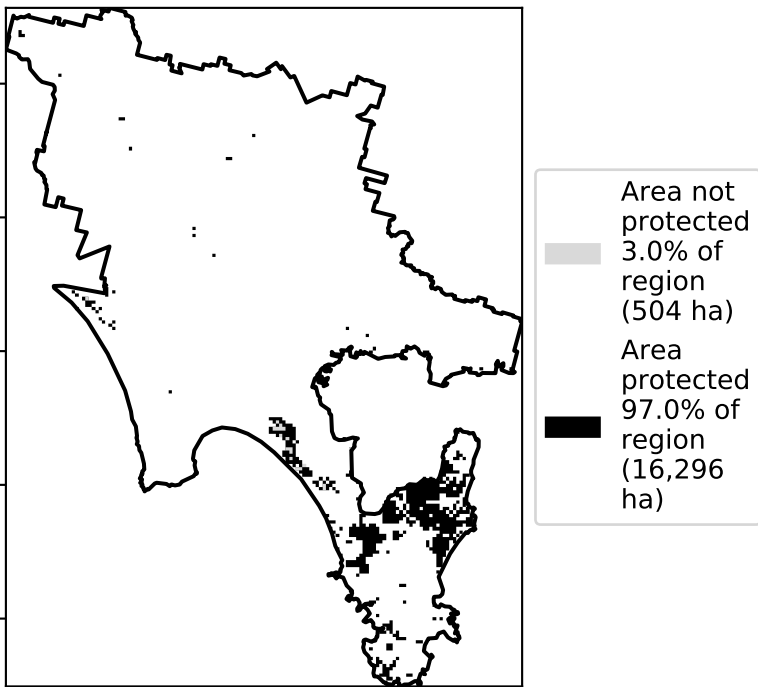 Area not
protected
3.0% of
region
(504 ha)
Area
protected
97.0% of
region
(16,296
ha)